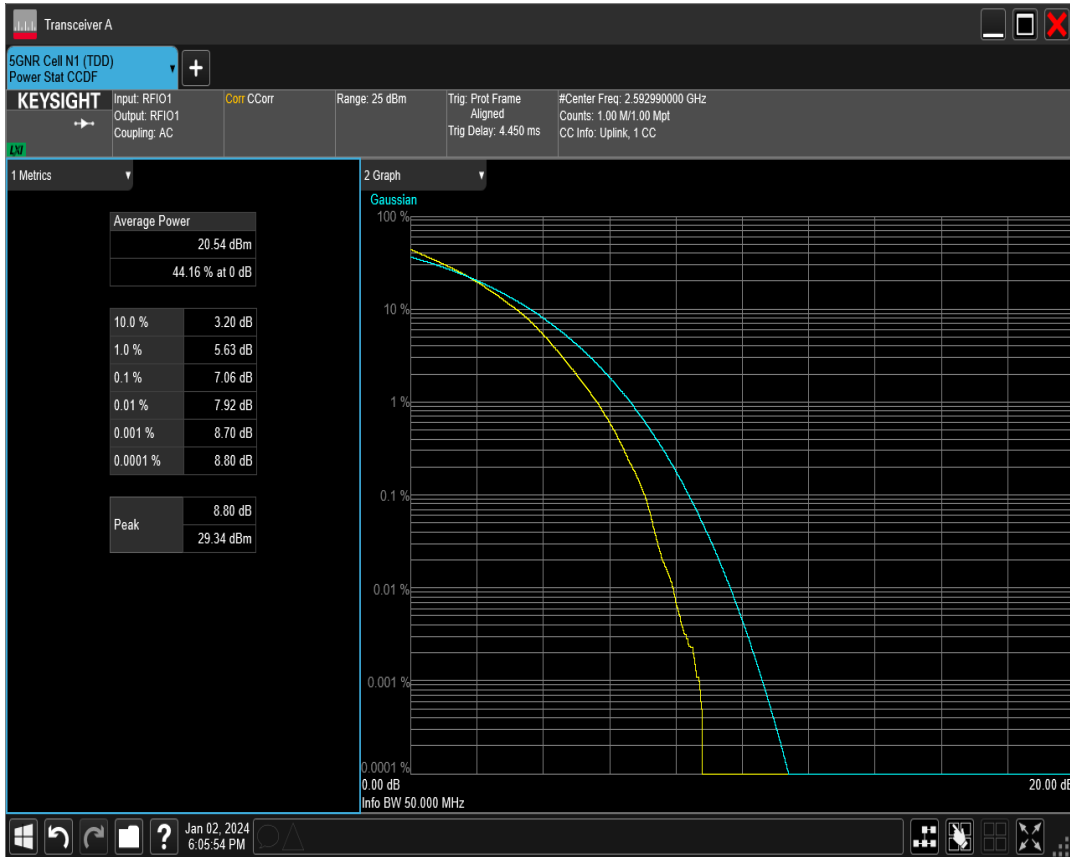 Transceiver A
5GNR Cell N1 (TDD)
Power Stat CCDF
KEYSIGHT
LXI
Input: RFIO1
Output: RFIO1
Coupling: AC
Corr CCorr
Range: 25 dBm
Trig: Prot Frame
Aligned
Trig Delay: 4.450 ms
#Center Freq: 2.592990000 GHz
Counts: 1.00 M/1.00 Mpt
CC Info: Uplink, 1 CC
1 Metrics
Average Power
20.54 dBm
44.16 % at 0 dB
10.0 % 3.20 dB
1.0 % 5.63 dB
0.1 % 7.06 dB
0.01 % 7.92 dB
0.001 % 8.70 dB
0.0001 % 8.80 dB
Peak
8.80 dB
29.34 dBm
2 Graph
Gaussian
100 %
10 %
1 %
0.1 %
0.01 %
0.001 %
0.0001 %
0.00 dB 20.00 dB
Info BW 50.000 MHz
Jan 02, 2024
6:05:54 PM